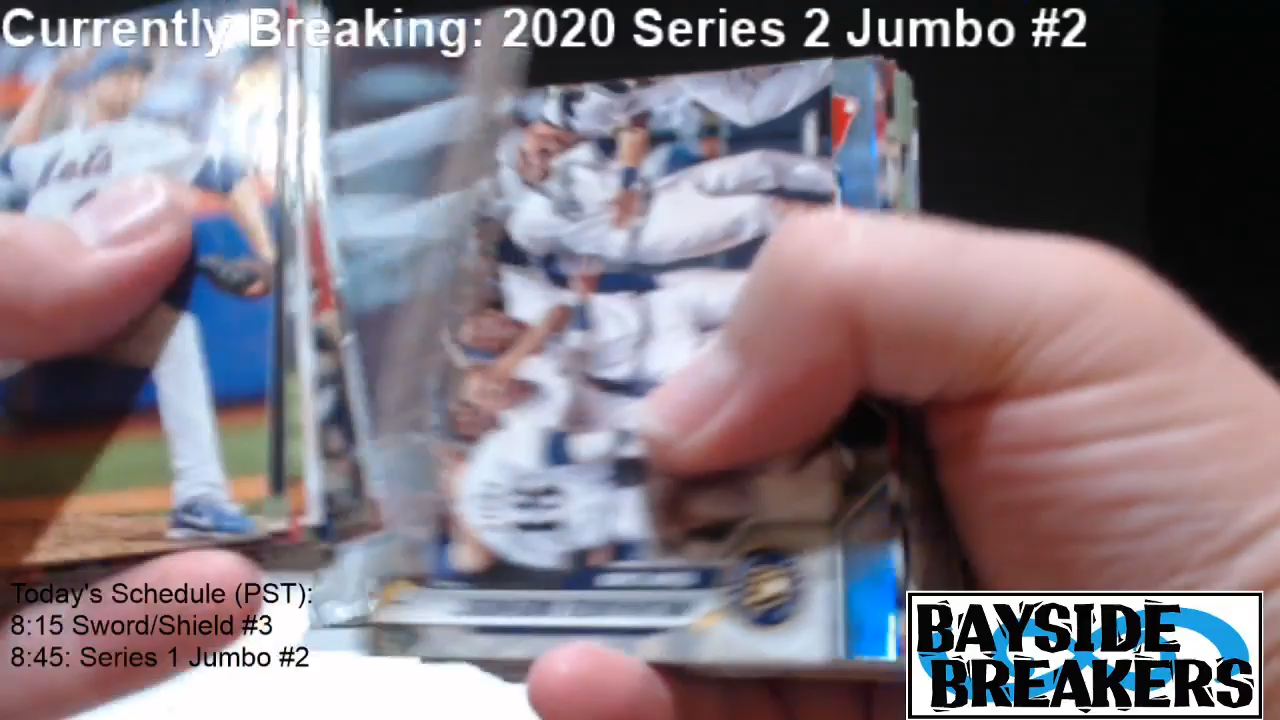 Currently Breaking: 2020 Series 2 Jumbo #2
Mets
Today's Schedule (PST):
8:15 Sword/Shield #3
8:45: Series 1 Jumbo #2
BAYSIDE
BREAKERS